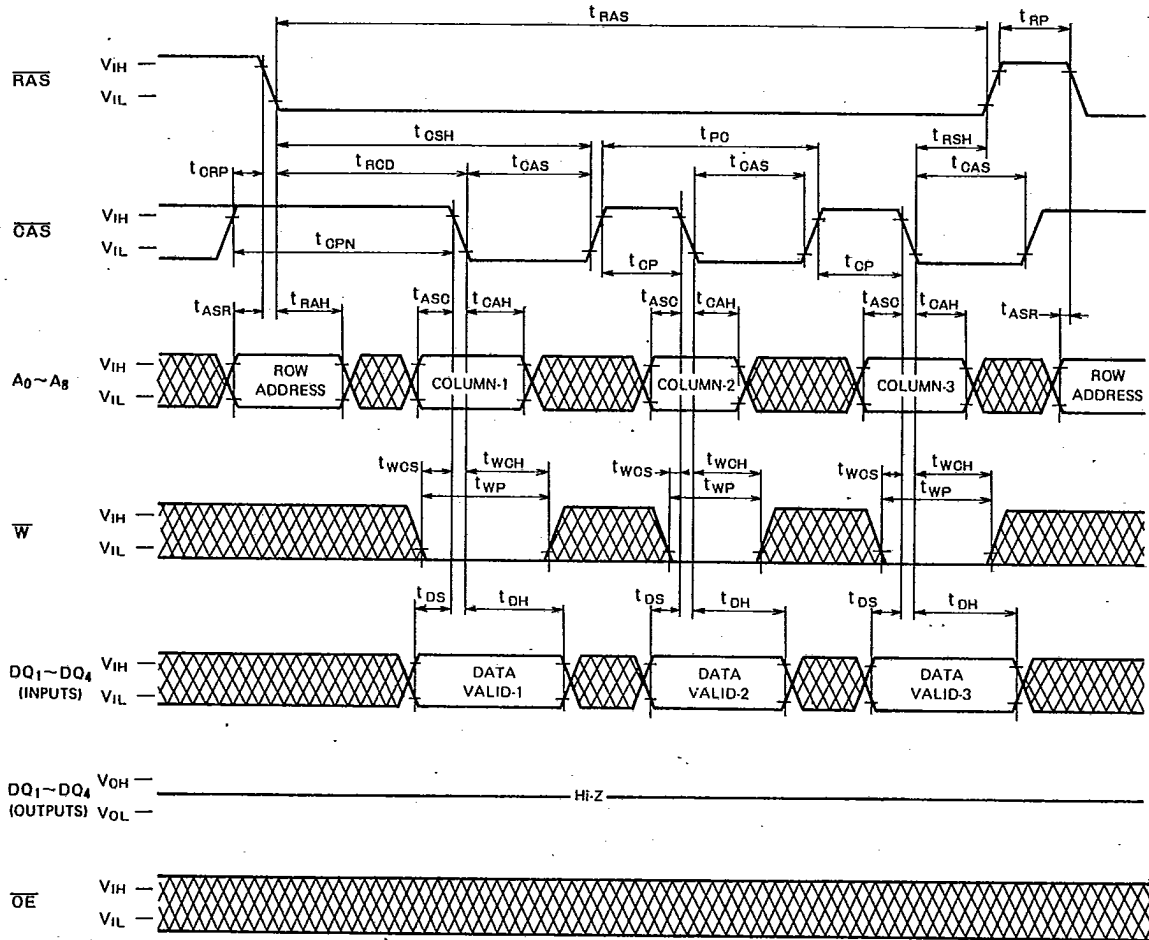 tRAS
tRP
RAS
VIH
VIL
tCSH
tPC
tRSH
tCRP
tRCD
tCAS
tCAS
tCAS
CAS
VIH
VIL
tCPN
tCP
tCP
tASR
tRAH
tASC
tCAH
tASC
tCAH
tASC
tCAH
tASR
A0~A8
VIH
VIL
ROW ADDRESS
COLUMN-1
COLUMN-2
COLUMN-3
ROW ADDRESS
tWCS
tWCH
tWP
tWCS
tWCH
tWP
tWCS
tWCH
tWP
W
VIH
VIL
tDS
tDH
tDS
tDH
tDS
tDH
DQ1~DQ4
(INPUTS)
VIH
VIL
DATA
VALID-1
DATA
VALID-2
DATA
VALID-3
DQ1~DQ4
(OUTPUTS)
VOH
VOL
Hi-Z
OE
VIH
VIL